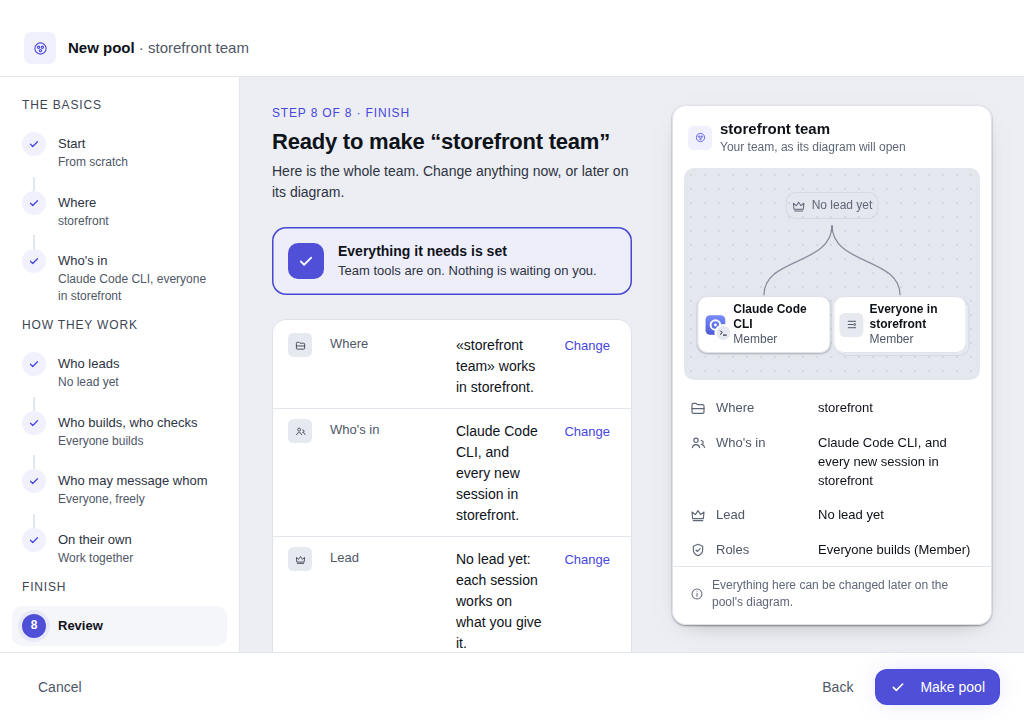 New pool · storefront team
THE BASICS
Start
From scratch
Where
storefront
Who's in
Claude Code CLI, everyone
in storefront
HOW THEY WORK
Who leads
No lead yet
Who builds, who checks
Everyone builds
Who may message whom
Everyone, freely
On their own
Work together
FINISH
8 Review
STEP 8 OF 8 · FINISH
Ready to make “storefront team”
Here is the whole team. Change anything now, or later on
its diagram.
Everything it needs is set
Team tools are on. Nothing is waiting on you.
Where
«storefront
team» works
in storefront.
Change
Who's in
Claude Code
CLI, and
every new
session in
storefront.
Change
Lead
No lead yet:
each session
works on
what you give
it.
Change
storefront team
Your team, as its diagram will open
No lead yet
Claude Code
CLI
Member
Everyone in
storefront
Member
Where
storefront
Who's in
Claude Code CLI, and
every new session in
storefront
Lead
No lead yet
Roles
Everyone builds (Member)
Everything here can be changed later on the
pool's diagram.
Cancel
Back
Make pool